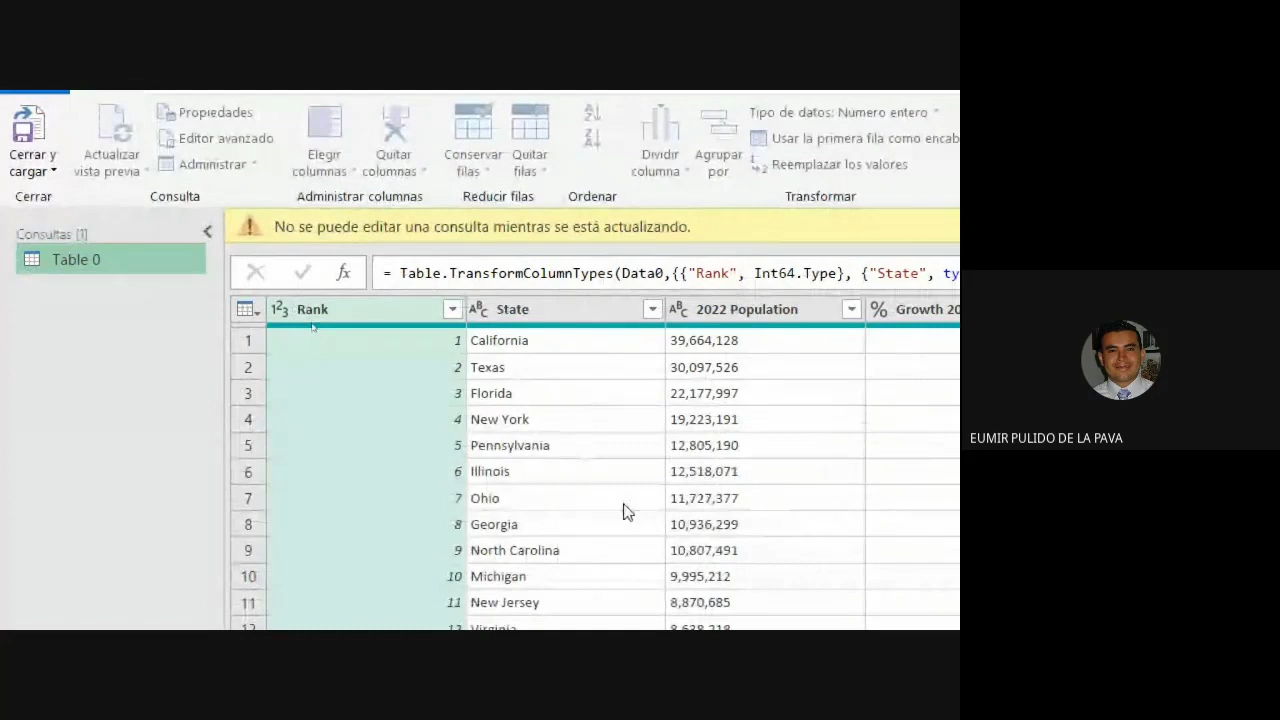 Cerrar y cargar
Actualizar vista previa
Propiedades
Editor avanzado
Administrar
Elegir columnas
Quitar columnas
Conservar filas
Quitar filas
Dividir columna
Agrupar por
Tipo de datos: Numero entero
Usar la primera fila como encab
Reemplazar los valores
Cerrar
Consulta
Administrar columnas
Reducir filas
Ordenar
Transformar
Consultas [1]
Table 0
No se puede editar una consulta mientras se está actualizando.
fx
= Table.TransformColumnTypes(Data0,{{"Rank", Int64.Type}, {"State", ty
Rank State 2022 Population % Growth 20
1 1 California 39,664,128
2 2 Texas 30,097,526
3 3 Florida 22,177,997
4 4 New York 19,223,191
5 5 Pennsylvania 12,805,190
6 6 Illinois 12,518,071
7 7 Ohio 11,727,377
8 8 Georgia 10,936,299
9 9 North Carolina 10,807,491
10 10 Michigan 9,995,212
11 11 New Jersey 8,870,685
EUMIR PULIDO DE LA PAVA